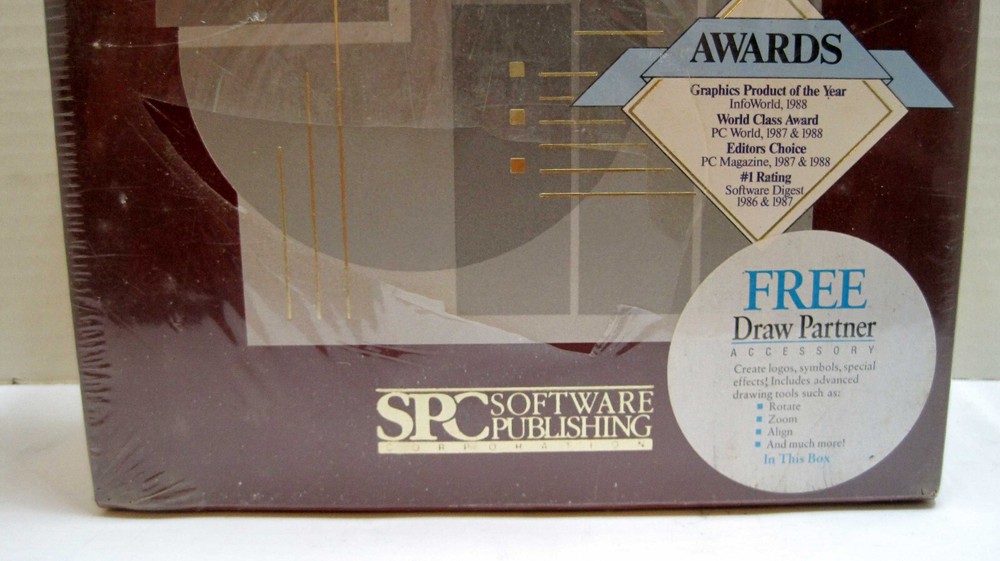 AWARDS
Graphics Product of the Year
InfoWorld, 1988
World Class Award
PC World, 1987 & 1988
Editors Choice
PC Magazine, 1987 & 1988
#1 Rating
Software Digest
1986 & 1987
FREE
Draw Partner
ACCESSORY
Create logos, symbols, special
effects! Includes advanced
drawing tools such as:
Rotate
Zoom
Align
And much more!
In This Box
SPC SOFTWARE
PUBLISHING
CORPORATION